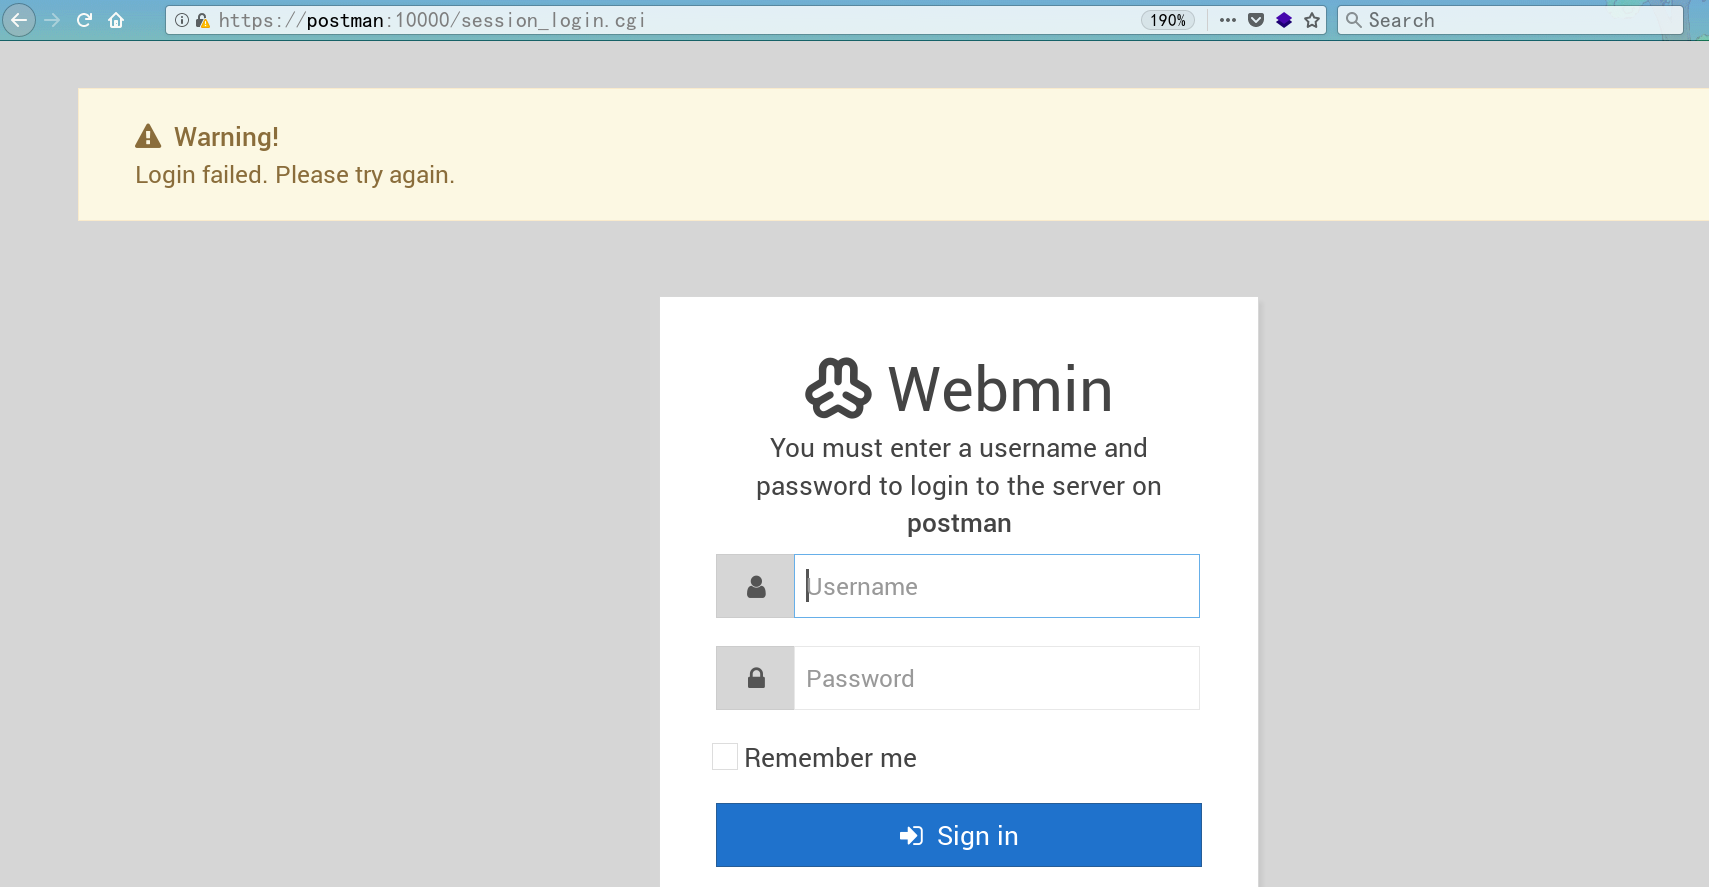 https://postman:10000/session_login.cgi
190%
Search
Warning!
Login failed. Please try again.
Webmin
You must enter a username and
password to login to the server on
postman
Username
Password
Remember me
Sign in